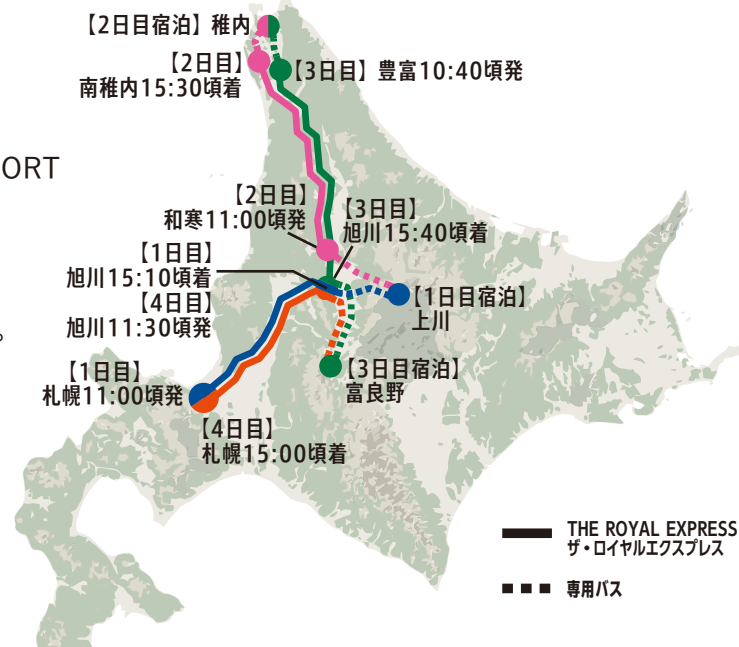 【2日目宿泊】稚内
【2日目】
南稚内15:30頃着
【3日目】豊富10:40頃発
ORT
【2日目】
和寒11:00頃発
【3日目】
旭川15:40頃着
【1日目】
旭川15:10頃着
【4日目】
旭川11:30頃発
【1日目宿泊】
上川
。
【1日目】
札幌11:00頃発
【3日目宿泊】
富良野
【4日目】
札幌15:00頃着
THE ROYAL EXPRESS
ザ・ロイヤルエクスプレス
専用バス